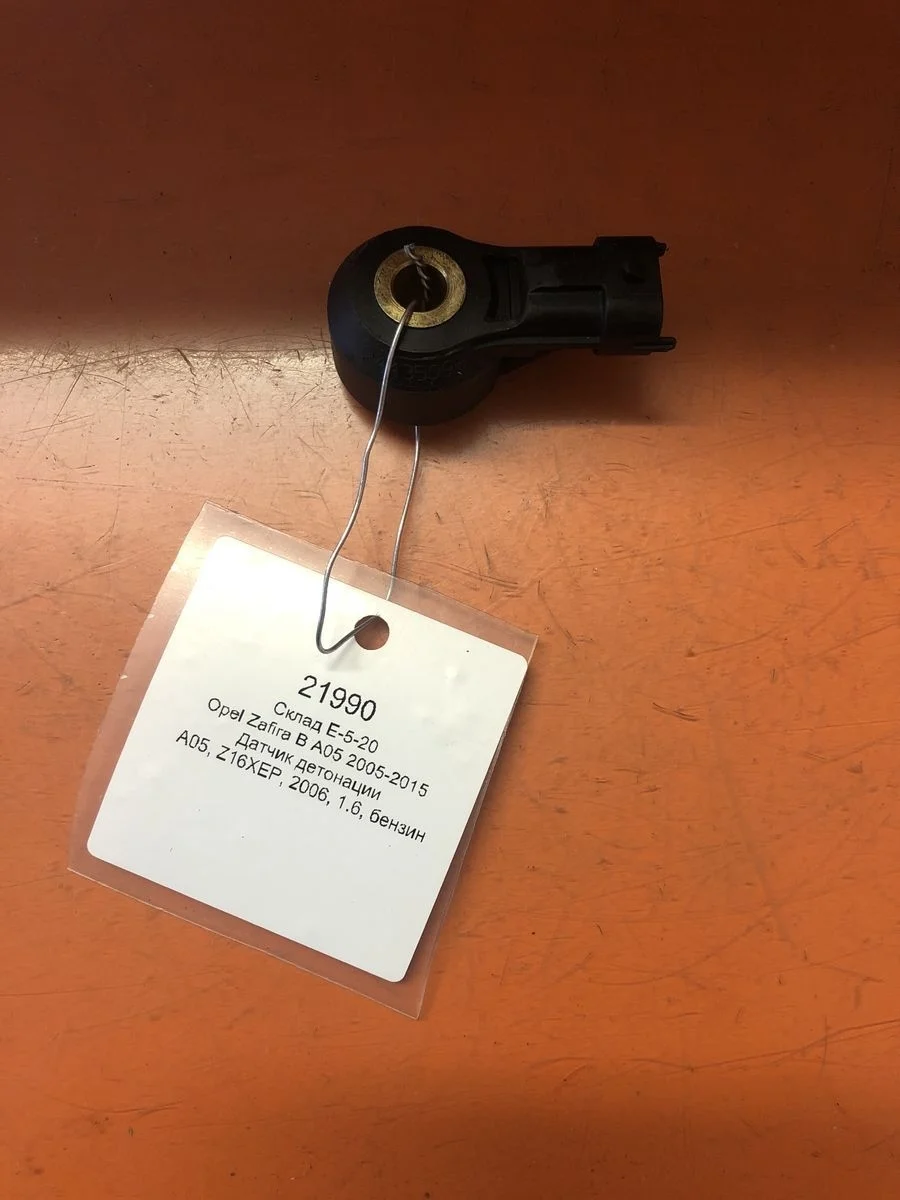 21990
Склад E-5-20
Opel Zafira B A05 2005-2015
Датчик детонации
A05, Z16XEP, 2006, 1.6, бензин